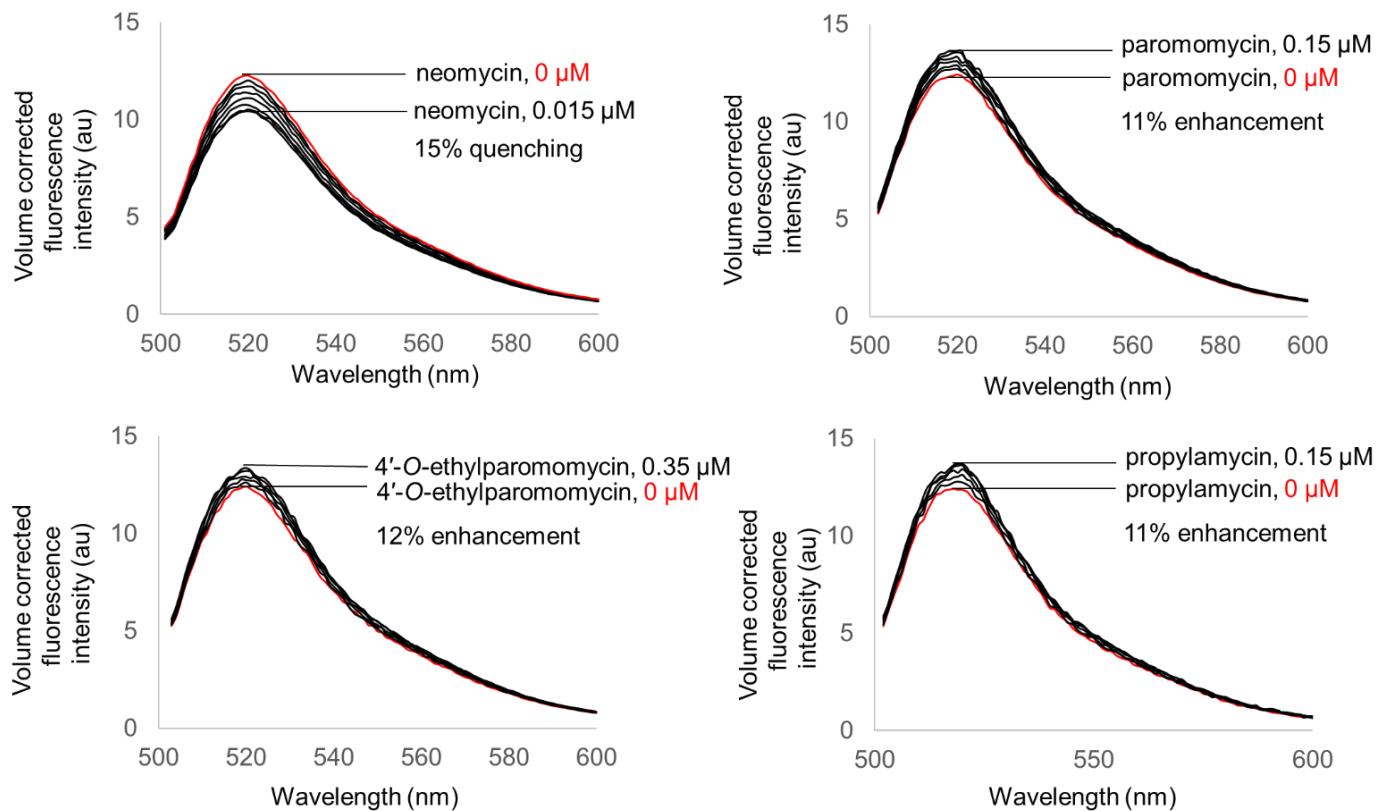 Volume corrected
fluorescence
intensity (au)
15
10
5
0
500
520
540
560
580
600
Wavelength (nm)
neomycin, 0 µM
neomycin, 0.015 µM
15% quenching
Volume corrected
fluorescence
intensity (au)
15
10
5
0
500
520
540
560
580
600
Wavelength (nm)
paromomycin, 0.15 µM
paromomycin, 0 µM
11% enhancement
Volume corrected
fluorescence
intensity (au)
15
10
5
0
500
520
540
560
580
600
Wavelength (nm)
4′-O-ethylparomomycin, 0.35 µM
4′-O-ethylparomomycin, 0 µM
12% enhancement
Volume corrected
fluorescence
intensity (au)
15
10
5
0
500
550
600
Wavelength (nm)
propylamycin, 0.15 µM
propylamycin, 0 µM
11% enhancement